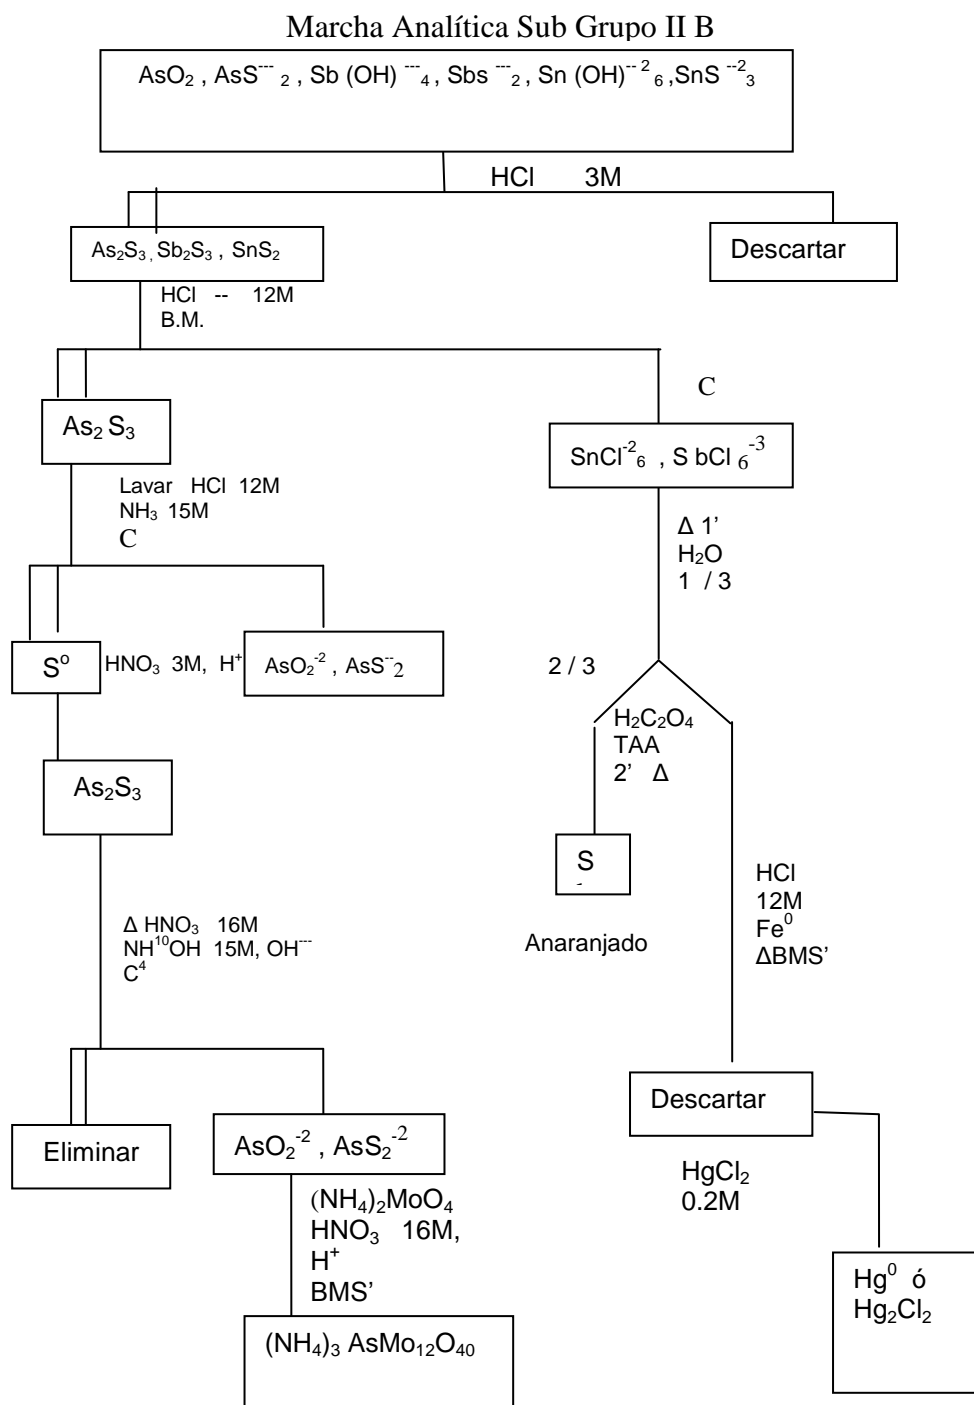 Marcha Analítica Sub Grupo II B
AsO₂ , AsS⁻⁻⁻ ₂ , Sb (OH) ⁻⁻⁻₄ , Sbs ⁻⁻⁻₂ , Sn (OH)⁻⁻ ² ₆ ,SnS ⁻⁻²₃
HCl 3M
As₂S₃ , Sb₂S₃ , SnS₂
Descartar
HCl -- 12M
B.M.
C
As₂ S₃
SnCl⁻²₆ , S bCl ₆⁻³
Lavar HCl 12M
NH₃ 15M
C
Δ 1’
H₂O
1 / 3
S⁰
HNO₃ 3M, H⁺
AsO₂⁻² , AsS⁻⁻₂
2 / 3
H₂C₂O₄
TAA
2’ Δ
As₂S₃
S
Anaranjado
HCl
12M
Fe⁰
ΔBMS’
Δ HNO₃ 16M
NH¹⁰OH 15M, OH⁻⁻⁻
C⁴
Descartar
Eliminar
AsO₂⁻² , AsS₂⁻²
HgCl₂
0.2M
(NH₄)₂MoO₄
HNO₃ 16M,
H⁺
BMS’
Hg⁰ ó
Hg₂Cl₂
(NH₄)₃ AsMo₁₂O₄₀